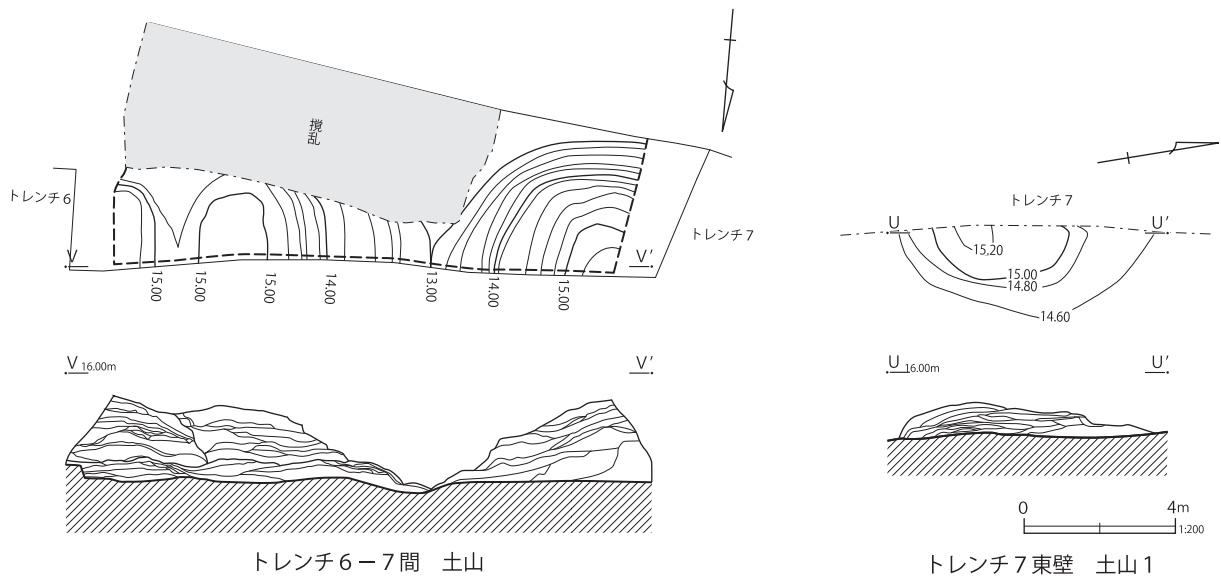 撹乱
トレンチ6
トレンチ7
V
V'
15.00
15.00
15.00
14.00
13.00
14.00
15.00
V 16.00m
V'
トレンチ6－7間 土山
トレンチ7
U
U'
15,20
15.00
14.80
14.60
U 16.00m
U'
0
4m
1:200
トレンチ7東壁 土山1